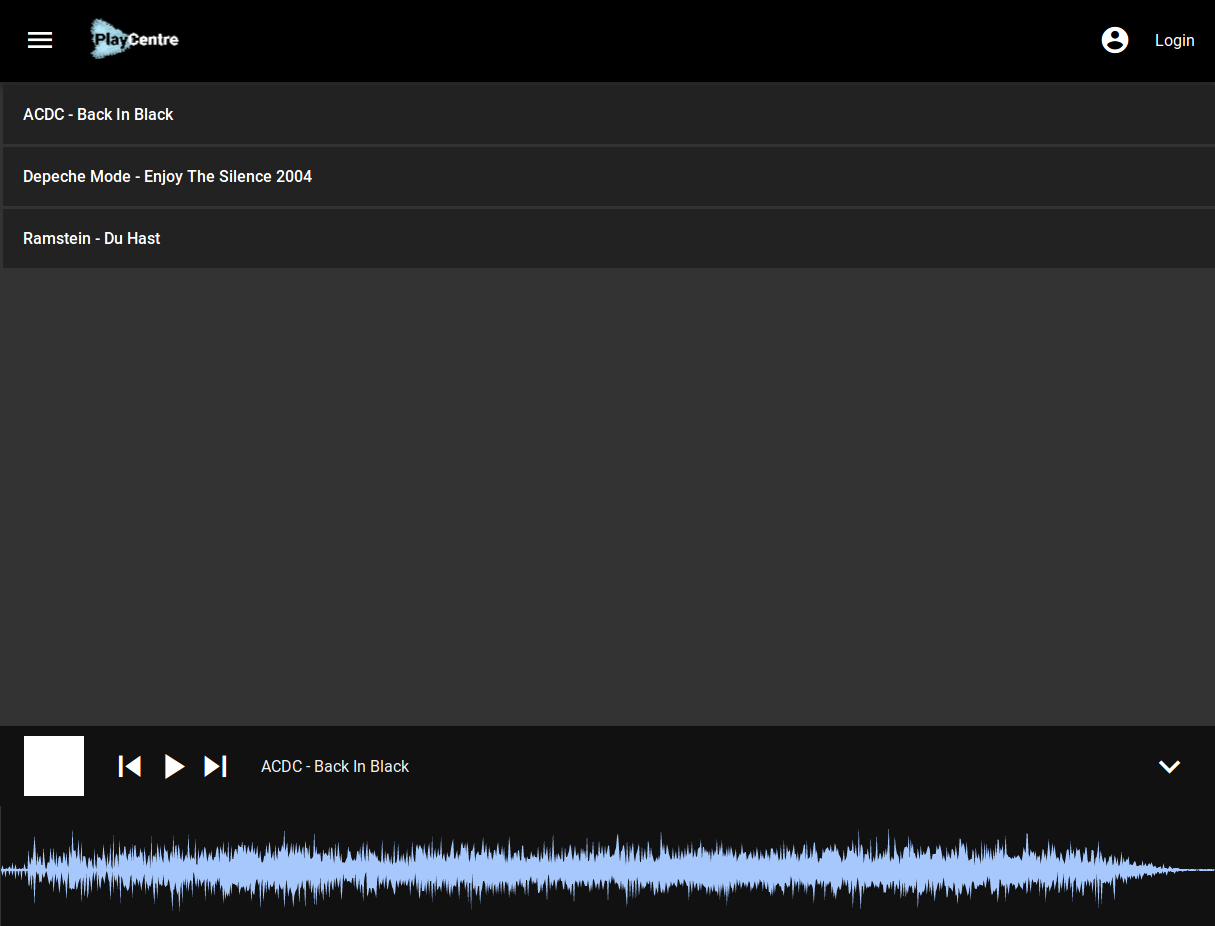 PlayCentre
Login
ACDC - Back In Black
Depeche Mode - Enjoy The Silence 2004
Ramstein - Du Hast
ACDC - Back In Black